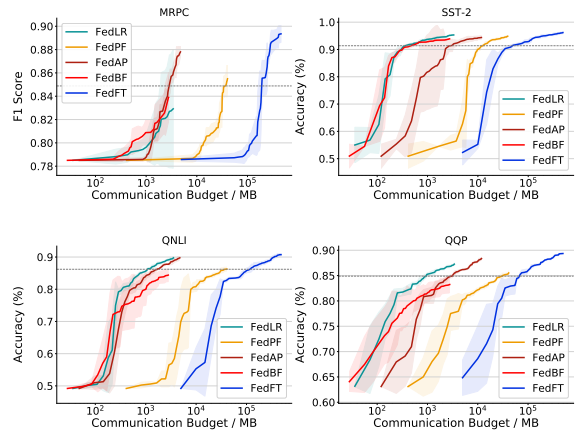 MRPC
F1 Score
0.90
0.88
0.86
0.84
0.82
0.80
0.78
FedLR
FedPF
FedAP
FedBF
FedFT
10² 10³ 10⁴ 10⁵
Communication Budget / MB
SST-2
Accuracy (%)
1.0
0.9
0.8
0.7
0.6
0.5
FedLR
FedPF
FedAP
FedBF
FedFT
10² 10³ 10⁴ 10⁵
Communication Budget / MB
QNLI
Accuracy (%)
0.9
0.8
0.7
0.6
0.5
FedLR
FedPF
FedAP
FedBF
FedFT
10² 10³ 10⁴ 10⁵
Communication Budget / MB
QQP
Accuracy (%)
0.90
0.85
0.80
0.75
0.70
0.65
0.60
FedLR
FedPF
FedAP
FedBF
FedFT
10² 10³ 10⁴ 10⁵
Communication Budget / MB